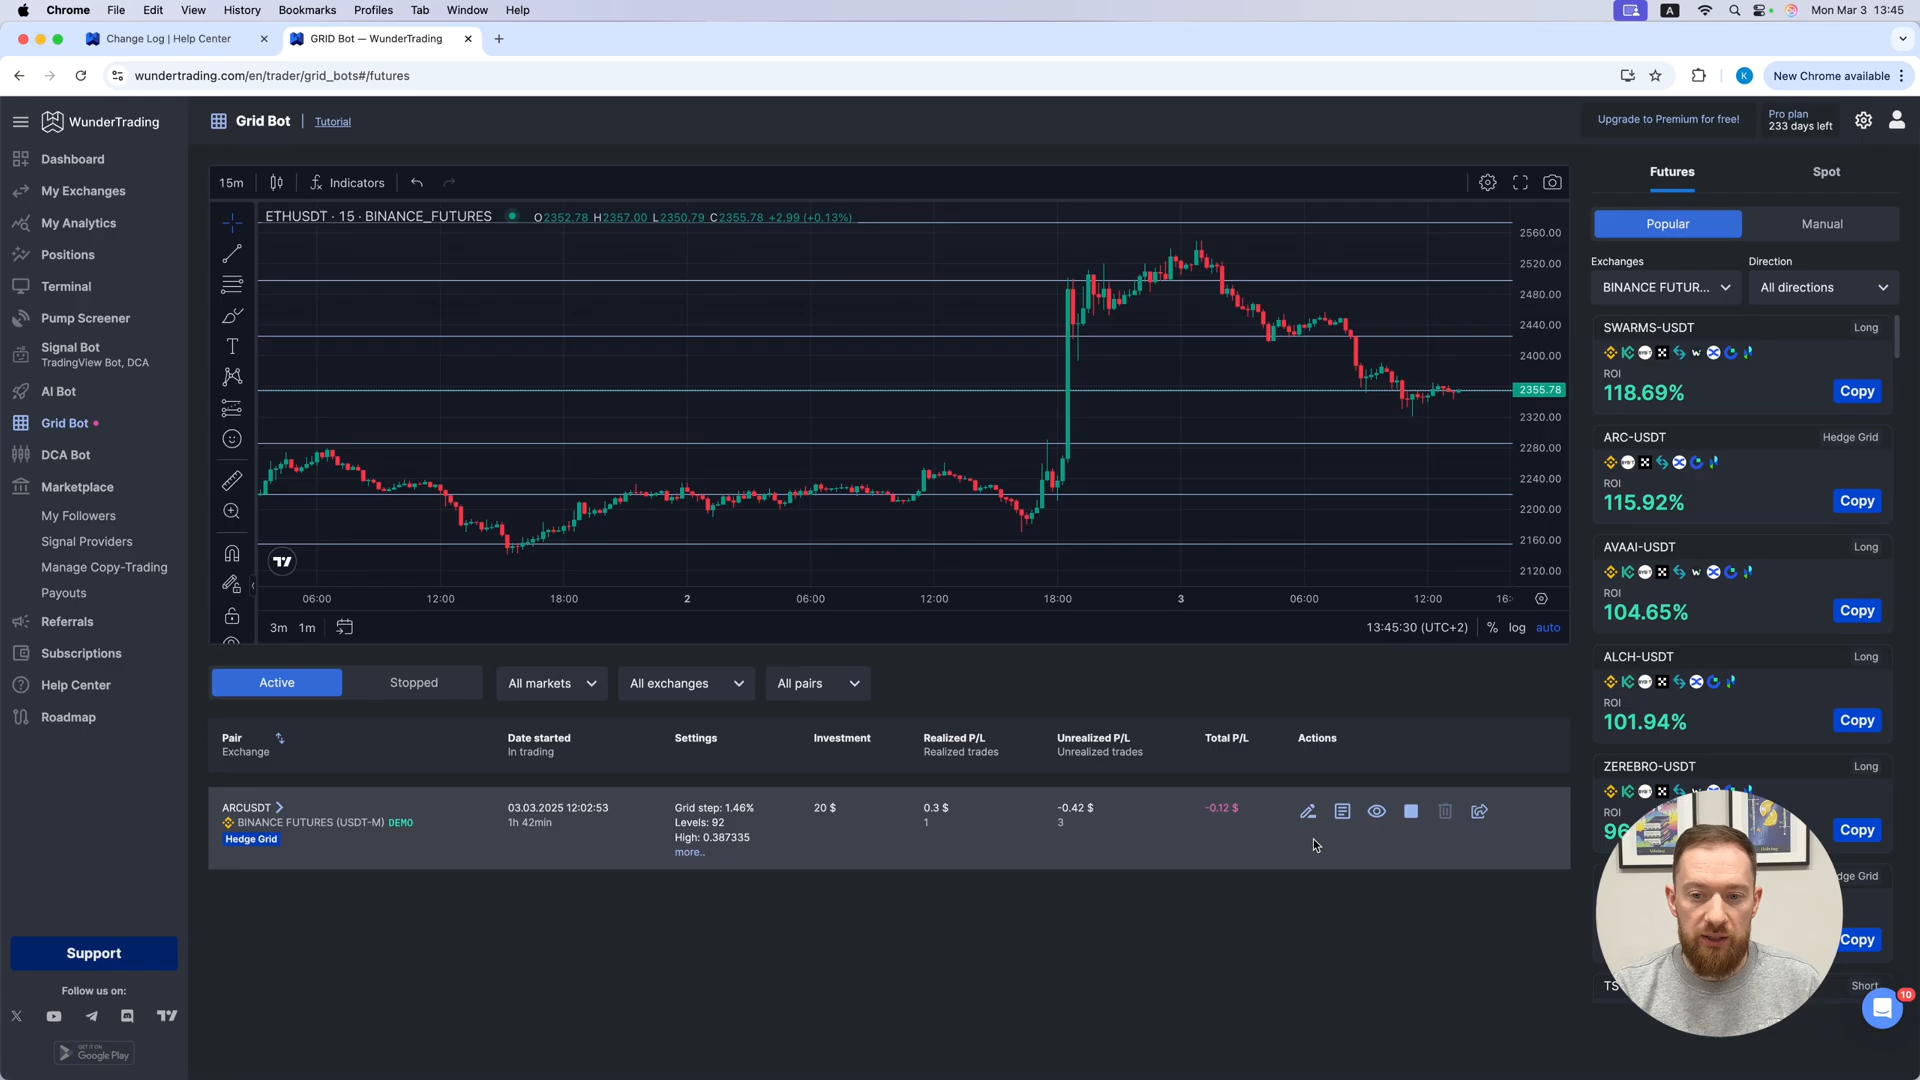 Chrome File Edit View History Bookmarks Profiles Tab Window Help
A Mon Mar 3 13:45
Change Log | Help Center
GRID Bot — WunderTrading
wundertrading.com/en/trader/grid_bots#/futures
K
New Chrome available
WunderTrading
Grid Bot | Tutorial
Upgrade to Premium for free!
Pro plan
233 days left
Dashboard
My Exchanges
My Analytics
Positions
Terminal
Pump Screener
Signal Bot
TradingView Bot, DCA
AI Bot
Grid Bot
DCA Bot
Marketplace
My Followers
Signal Providers
Manage Copy-Trading
Payouts
Referrals
Subscriptions
Help Center
Roadmap
Support
Follow us on:
GET IT ON
Google Play
15m Indicators
ETHUSDT · 15 · BINANCE_FUTURES O2352.78 H2357.00 L2350.79 C2355.78 +2.99 (+0.13%)
2560.00
2520.00
2480.00
2440.00
2400.00
2355.78
2320.00
2280.00
2240.00
2200.00
2160.00
2120.00
06:00 12:00 18:00 2 06:00 12:00 18:00 3 06:00 12:00 16:
3m 1m 13:45:30 (UTC+2) % log auto
Active Stopped All markets All exchanges All pairs
Pair
Exchange
Date started
In trading
Settings
Investment
Realized P/L
Realized trades
Unrealized P/L
Unrealized trades
Total P/L
Actions
ARCUSDT
BINANCE FUTURES (USDT-M) DEMO
Hedge Grid
03.03.2025 12:02:53
1h 42min
Grid step: 1.46%
Levels: 92
High: 0.387335
more..
20 $
0.3 $
1
-0.42 $
3
-0.12 $
Futures Spot
Popular Manual
Exchanges Direction
BINANCE FUTUR... All directions
SWARMS-USDT Long
ROI
118.69% Copy
ARC-USDT Hedge Grid
ROI
115.92% Copy
AVAAI-USDT Long
ROI
104.65% Copy
ALCH-USDT Long
ROI
101.94% Copy
ZEREBRO-USDT Long
ROI
96 Copy
dge Grid
Copy
TS Short
10